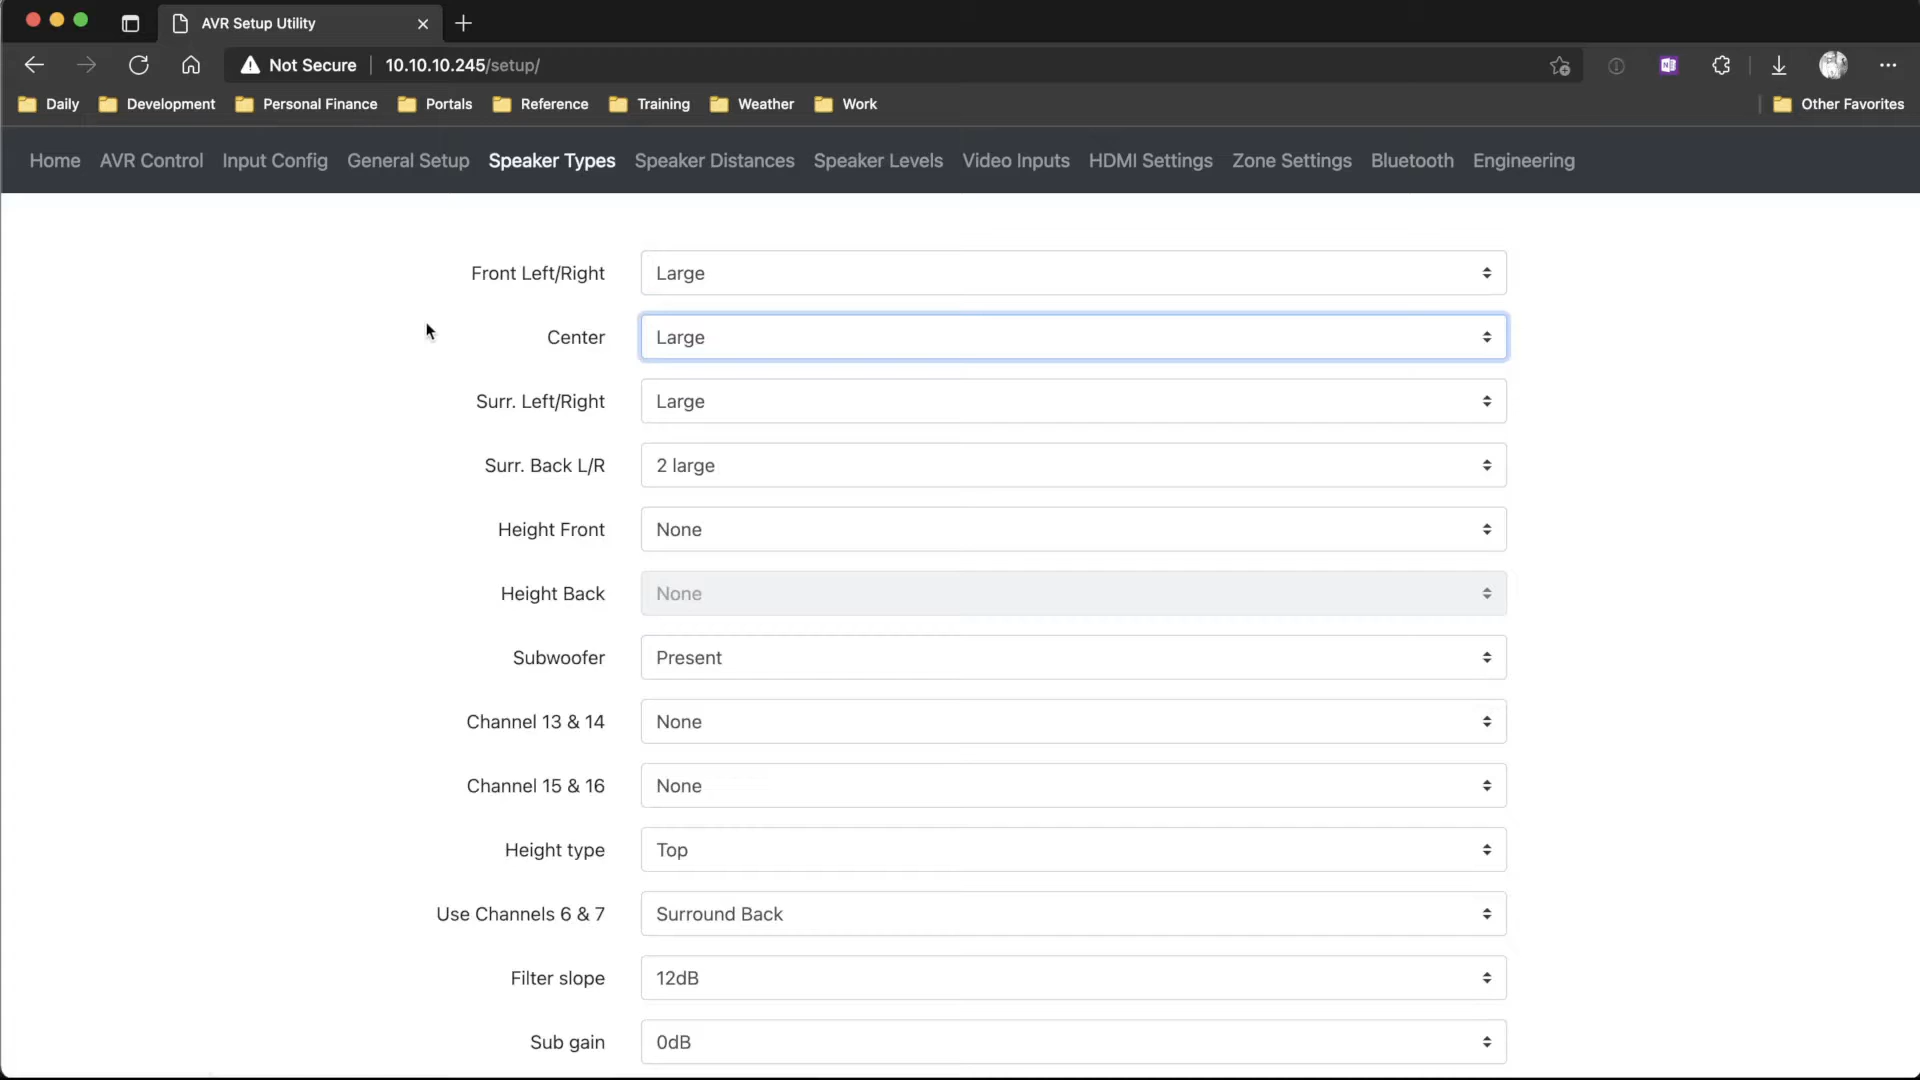 AVR Setup Utility
Not Secure 10.10.10.245/setup/
Daily Development Personal Finance Portals Reference Training Weather Work Other Favorites
Home AVR Control Input Config General Setup Speaker Types Speaker Distances Speaker Levels Video Inputs HDMI Settings Zone Settings Bluetooth Engineering
Front Left/Right Large
Center Large
Surr. Left/Right Large
Surr. Back L/R 2 large
Height Front None
Height Back None
Subwoofer Present
Channel 13 & 14 None
Channel 15 & 16 None
Height type Top
Use Channels 6 & 7 Surround Back
Filter slope 12dB
Sub gain 0dB